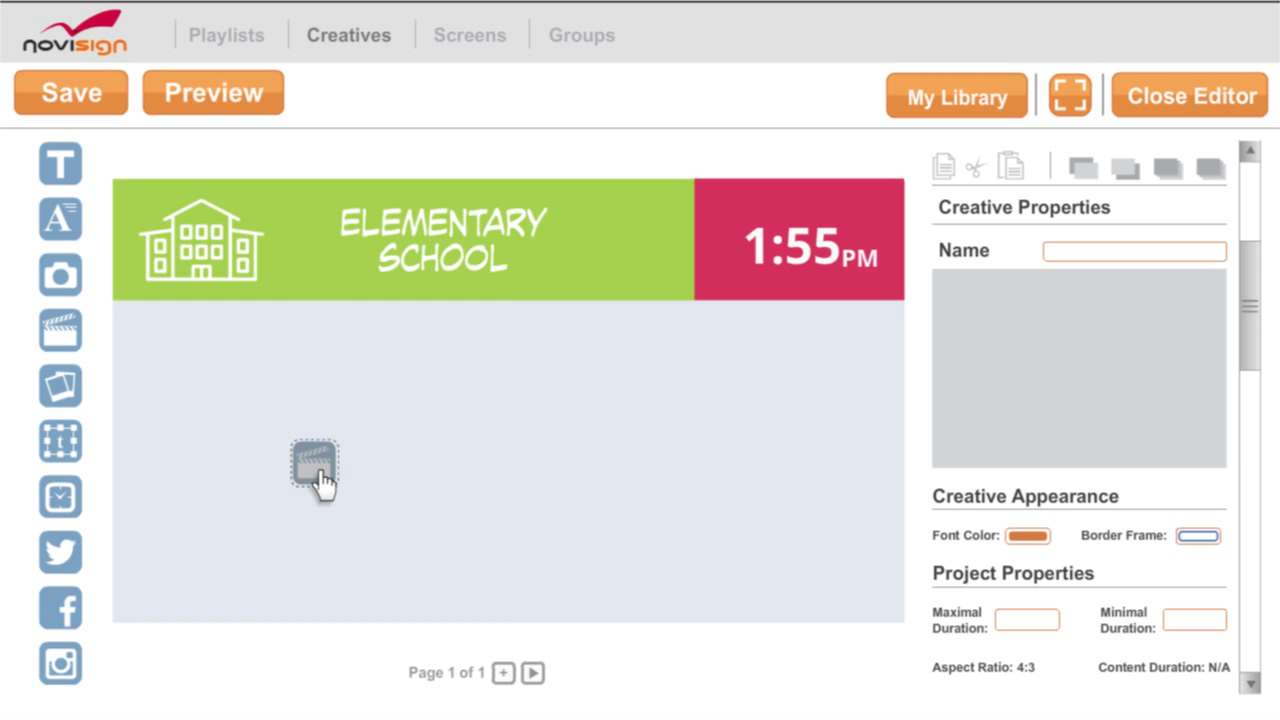 novisign
Playlists
Creatives
Screens
Groups
Save
Preview
My Library
Close Editor
T
A
ELEMENTARY
SCHOOL
1:55PM
Creative Properties
Name
t
f
Creative Appearance
Font Color:
Border Frame:
Project Properties
Maximal
Duration:
Minimal
Duration:
Aspect Ratio: 4:3
Content Duration: N/A
Page 1 of 1